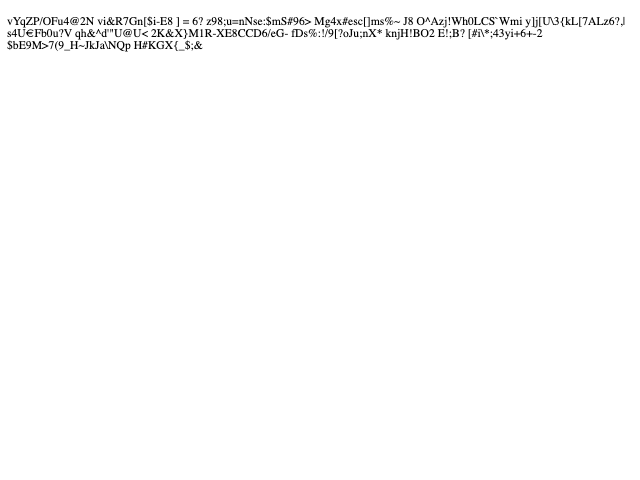 vYqZP/OFu4@2N vi&R7Gn[$i-E8 ] = 6? z98;u=nNse:$mS#96> Mg4x#esc[]ms%~ J8 O^Azj!Wh0LCS`Wmi y]j[U\3{kL[7ALz6?,l
s4U€Fb0u?V qh&^d'"U@U< 2K&X}M1R-XE8CCD6/eG- fDs%:!/9[?oJu;nX* knjH!BO2 E!;B? [#i\*;43yi+6+-2
$bE9M>7(9_H~JkJa\NQp H#KGX{_$;&